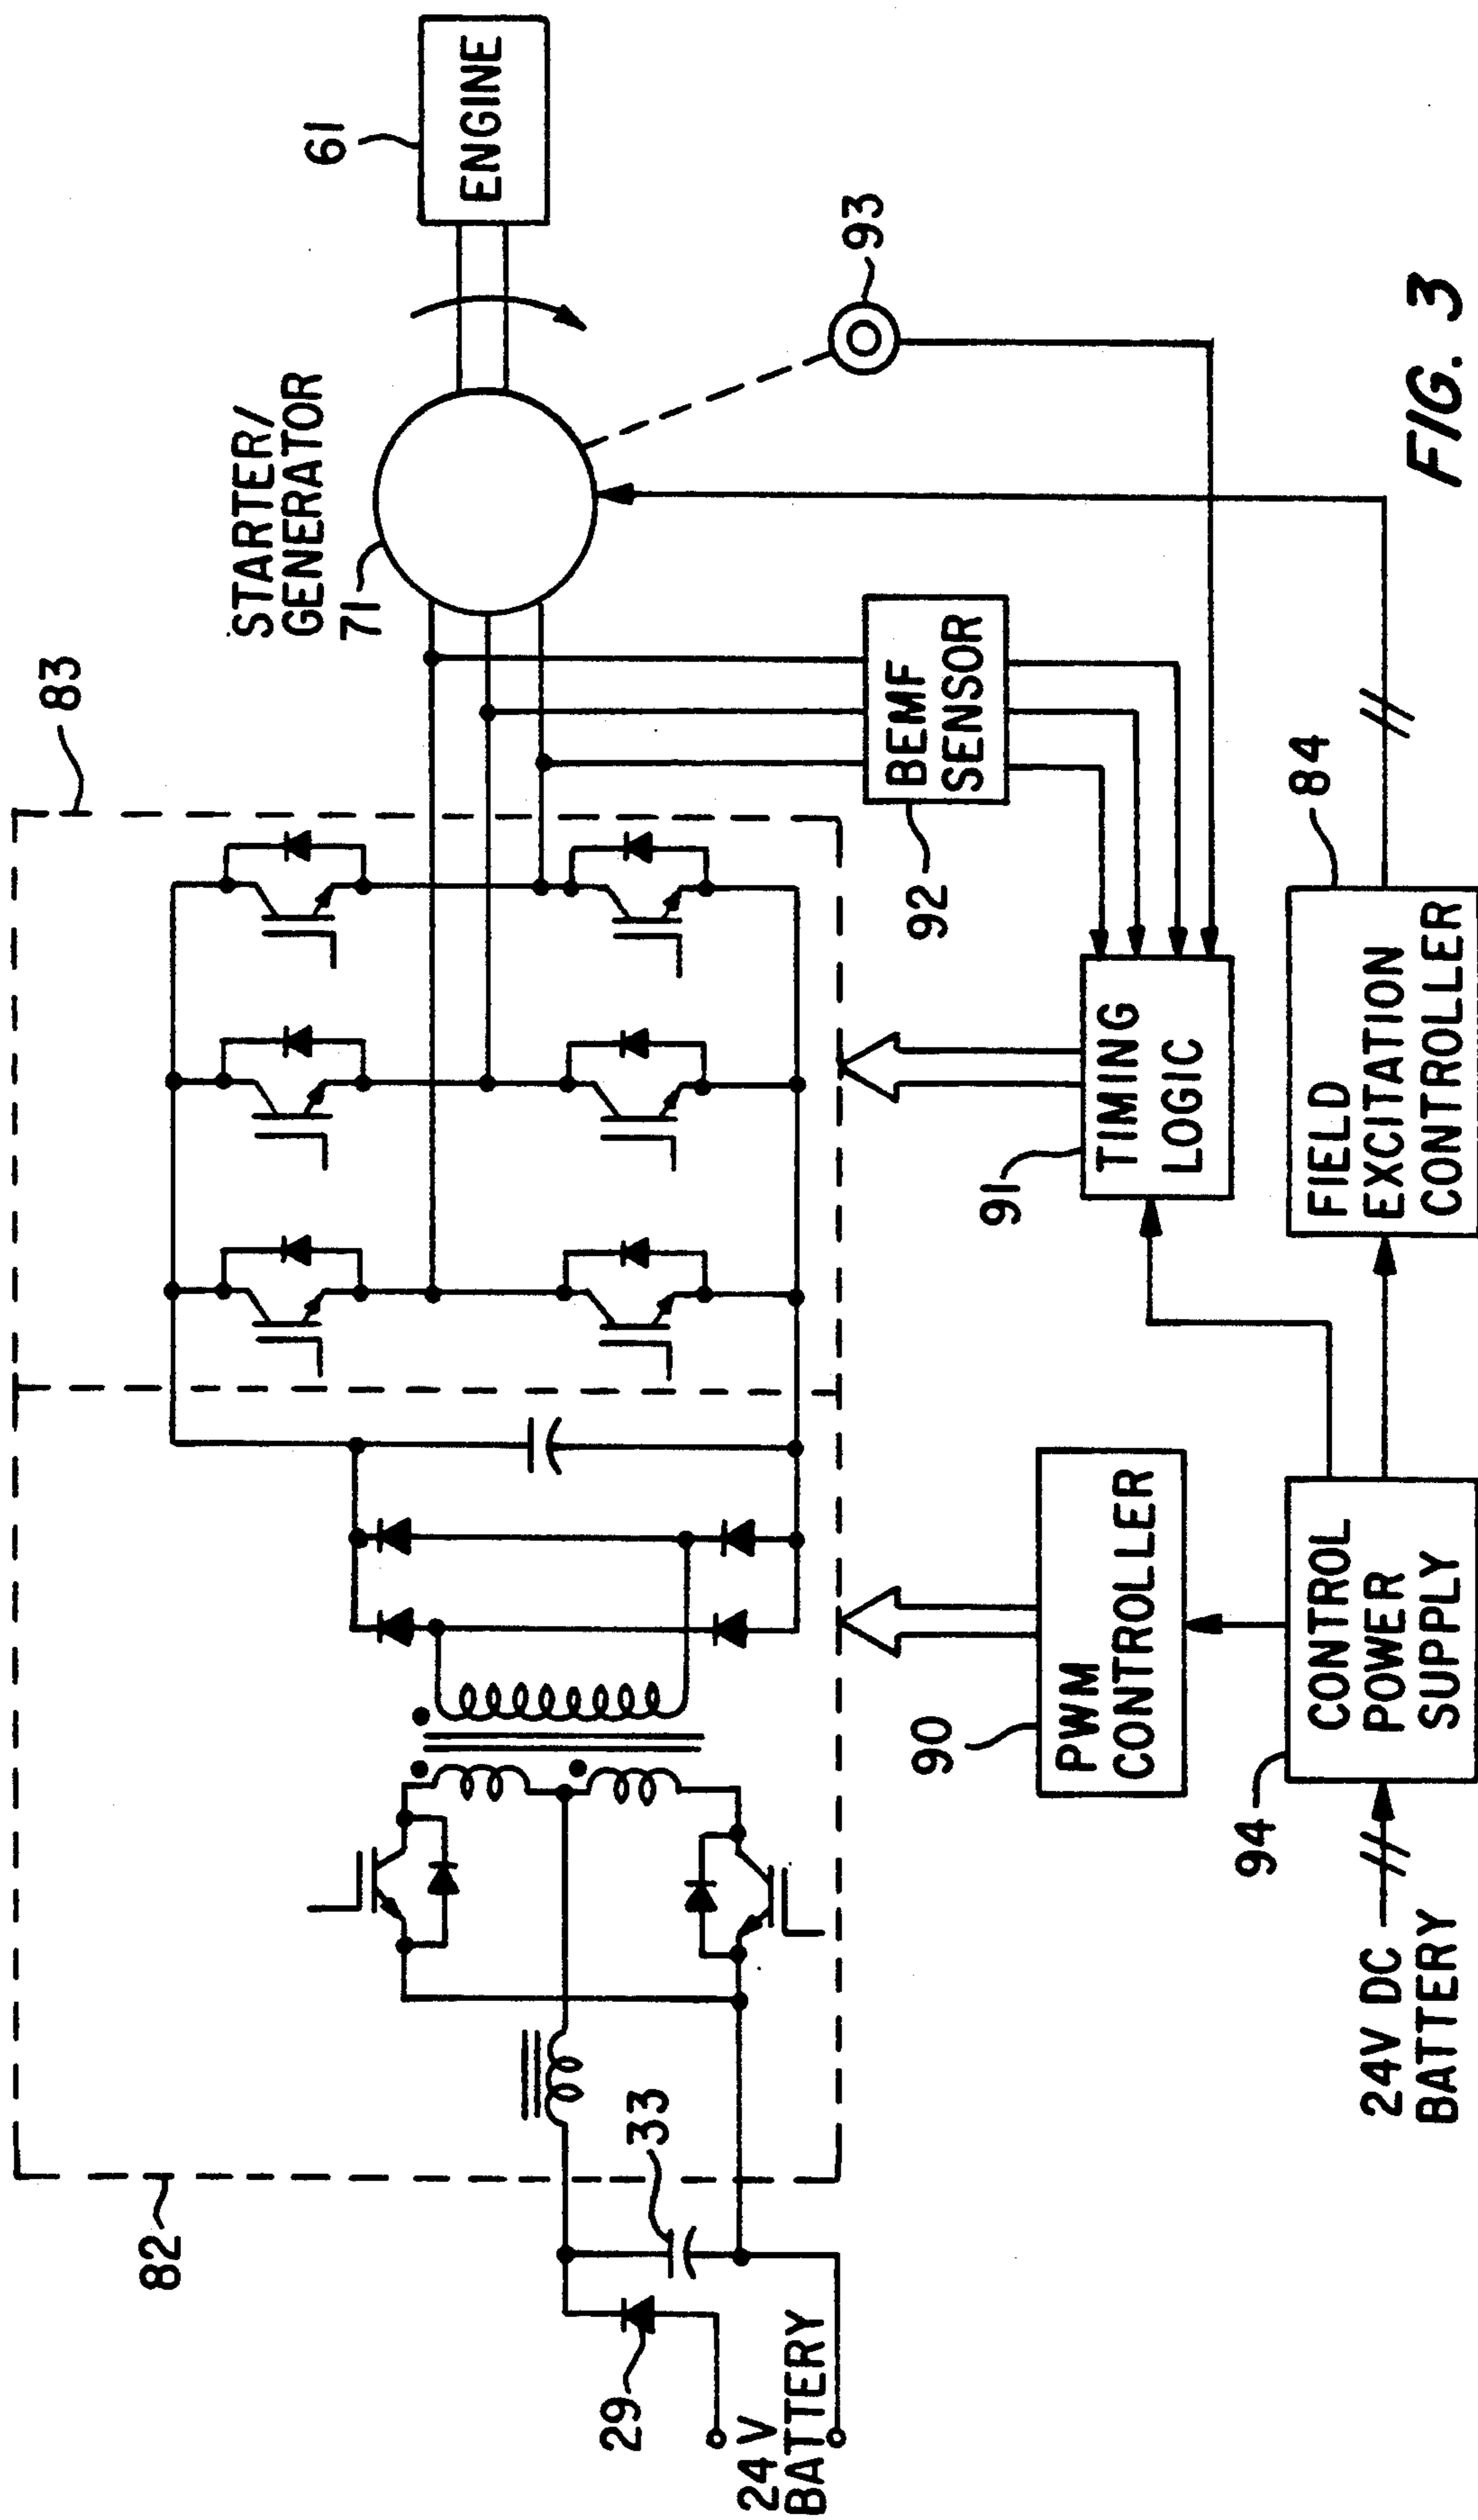 82
83
STARTER/
GENERATOR
71
61
ENGINE
29
33
24V
BATTERY
93
90
PWM
CONTROLLER
91
TIMING
LOGIC
92
BEMF
SENSOR
94
CONTROL
POWER
SUPPLY
24V DC
BATTERY
84
FIELD
EXCITATION
CONTROLLER
FIG. 3